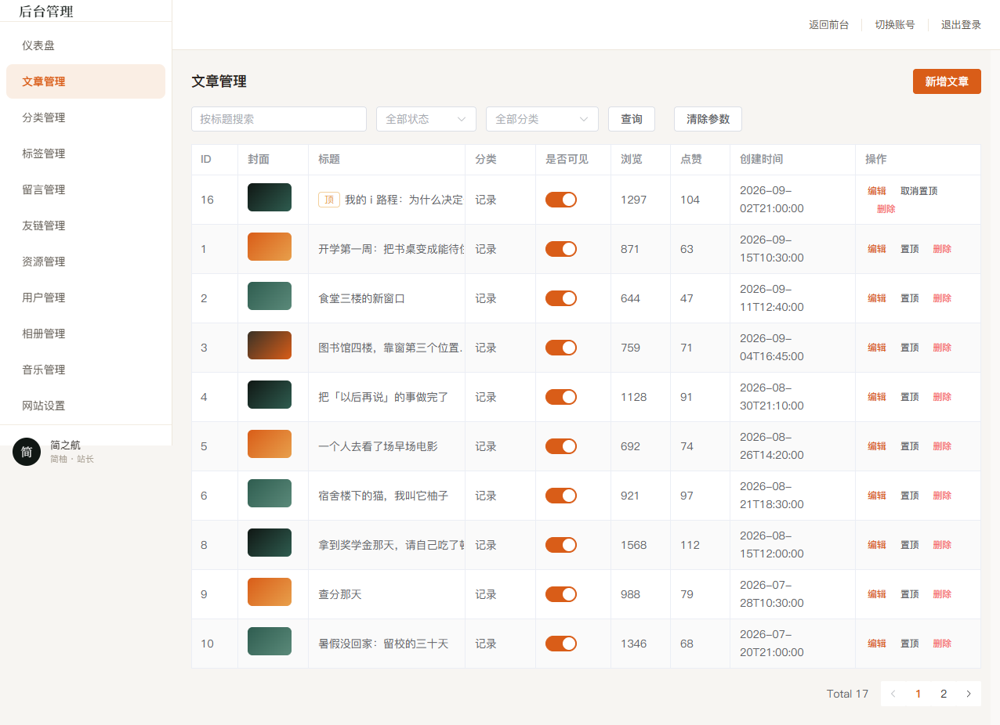 后台管理
仪表盘
文章管理
分类管理
标签管理
留言管理
友链管理
资源管理
用户管理
相册管理
音乐管理
网站设置
简
简之航
简柚 · 站长
返回前台
切换账号
退出登录
文章管理
新增文章
按标题搜索
全部状态
全部分类
查询
清除参数
ID 封面 标题 分类 是否可见 浏览 点赞 创建时间 操作
16 顶 我的 i 路程：为什么决定 记录 1297 104 2026-09-02T21:00:00 编辑 取消置顶 删除
1 开学第一周：把书桌变成能待 记录 871 63 2026-09-15T10:30:00 编辑 置顶 删除
2 食堂三楼的新窗口 记录 644 47 2026-09-11T12:40:00 编辑 置顶 删除
3 图书馆四楼，靠窗第三个位置. 记录 759 71 2026-09-04T16:45:00 编辑 置顶 删除
4 把「以后再说」的事做完了 记录 1128 91 2026-08-30T21:10:00 编辑 置顶 删除
5 一个人去看了场早场电影 记录 692 74 2026-08-26T14:20:00 编辑 置顶 删除
6 宿舍楼下的猫，我叫它柚子 记录 921 97 2026-08-21T18:30:00 编辑 置顶 删除
8 拿到奖学金那天，请自己吃了 记录 1568 112 2026-08-15T12:00:00 编辑 置顶 删除
9 查分那天 记录 988 79 2026-07-28T10:30:00 编辑 置顶 删除
10 暑假没回家：留校的三十天 记录 1346 68 2026-07-20T21:00:00 编辑 置顶 删除
Total 17 1 2